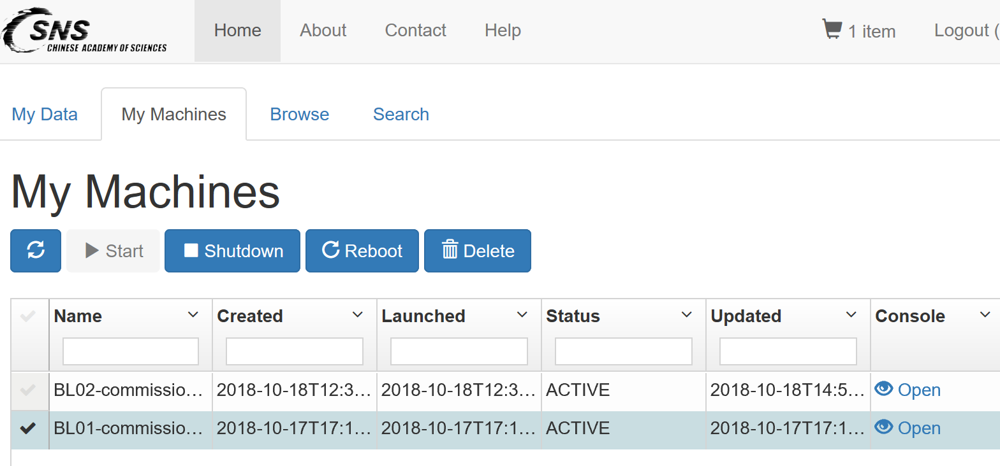 SNS
CHINESE ACADEMY OF SCIENCES
Home About Contact Help 1 item Logout (
My Data My Machines Browse Search
My Machines
Start Shutdown Reboot Delete
Name Created Launched Status Updated Console
BL02-commissio... 2018-10-18T12:3... 2018-10-18T12:3... ACTIVE 2018-10-18T14:5... Open
BL01-commissio... 2018-10-17T17:1... 2018-10-17T17:1... ACTIVE 2018-10-17T17:1... Open